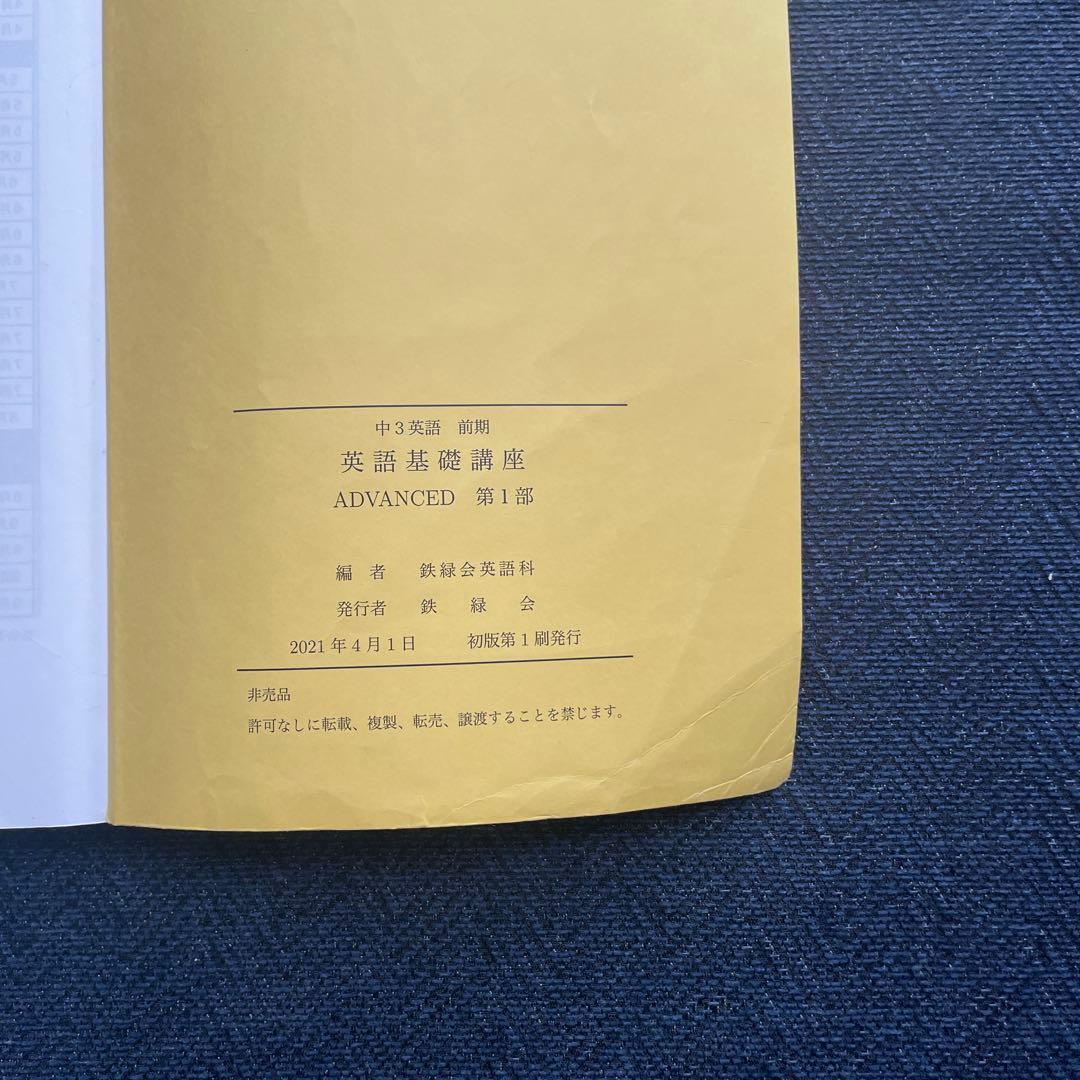 中3英語 前期
英語基礎講座
ADVANCED 第1部
編者 鉄緑会英語科
発行者 鉄緑会
2021年4月1日 初版第1刷発行
非売品
許可なしに転載、複製、転売、譲渡することを禁じます。